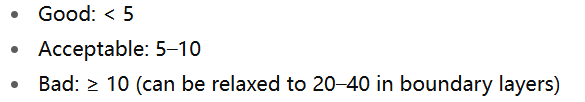 • Good: < 5
• Acceptable: 5–10
• Bad: ≥ 10 (can be relaxed to 20–40 in boundary layers)